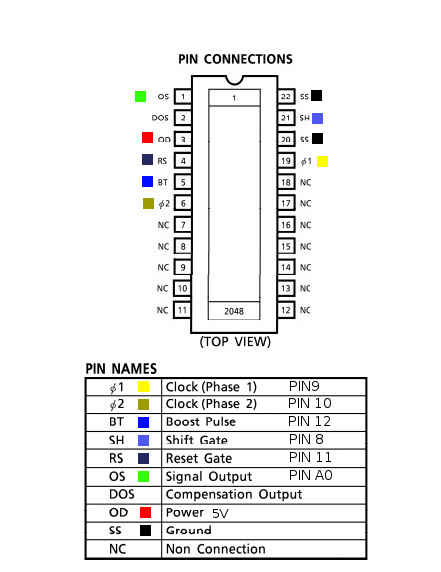 PIN CONNECTIONS
OS 1 1 22 SS
DOS 2 21 SH
OD 3 20 SS
RS 4 19 ϕ1
BT 5 18 NC
ϕ2 6 17 NC
NC 7 16 NC
NC 8 15 NC
NC 9 14 NC
NC 10 13 NC
NC 11 2048 12 NC
(TOP VIEW)
PIN NAMES
ϕ1 Clock (Phase 1) PIN9
ϕ2 Clock (Phase 2) PIN 10
BT Boost Pulse PIN 12
SH Shift Gate PIN 8
RS Reset Gate PIN 11
OS Signal Output PIN A0
DOS Compensation Output
OD Power 5V
SS Ground
NC Non Connection